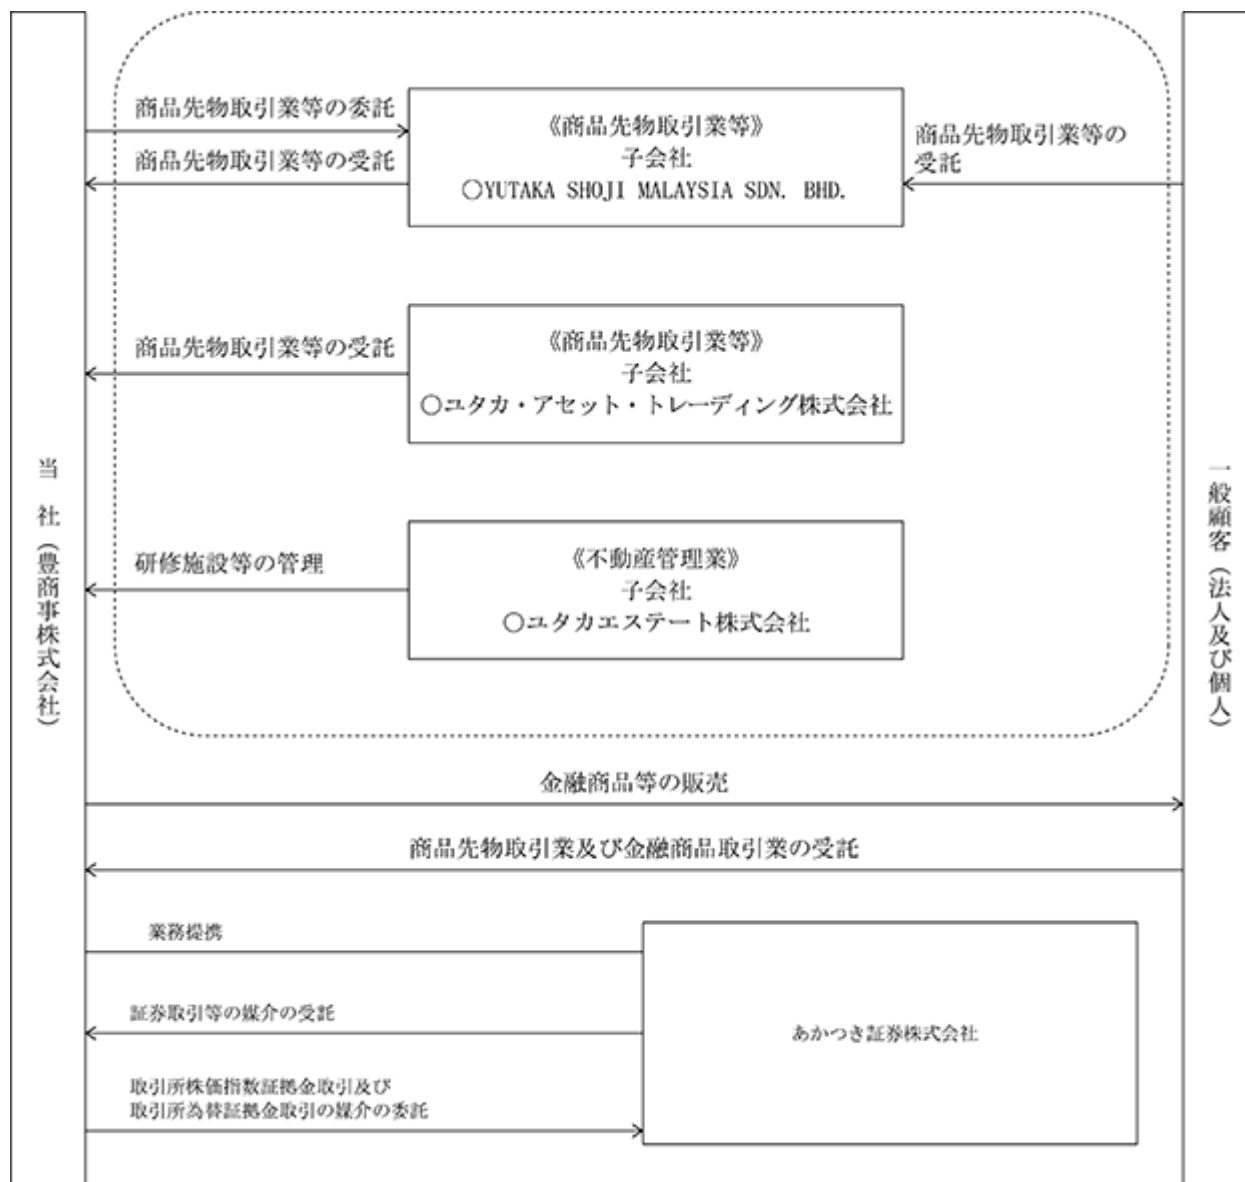 当　社（豊商事株式会社）
商品先物取引業等の委託
商品先物取引業等の受託
《商品先物取引業等》
子会社
○YUTAKA SHOJI MALAYSIA SDN. BHD.
商品先物取引業等の
受託
商品先物取引業等の受託
《商品先物取引業等》
子会社
○ユタカ・アセット・トレーディング株式会社
研修施設等の管理
《不動産管理業》
子会社
○ユタカエステート株式会社
一般顧客（法人及び個人）
金融商品等の販売
商品先物取引業及び金融商品取引業の受託
業務提携
証券取引等の媒介の受託
取引所株価指数証拠金取引及び
取引所為替証拠金取引の媒介の委託
あかつき証券株式会社